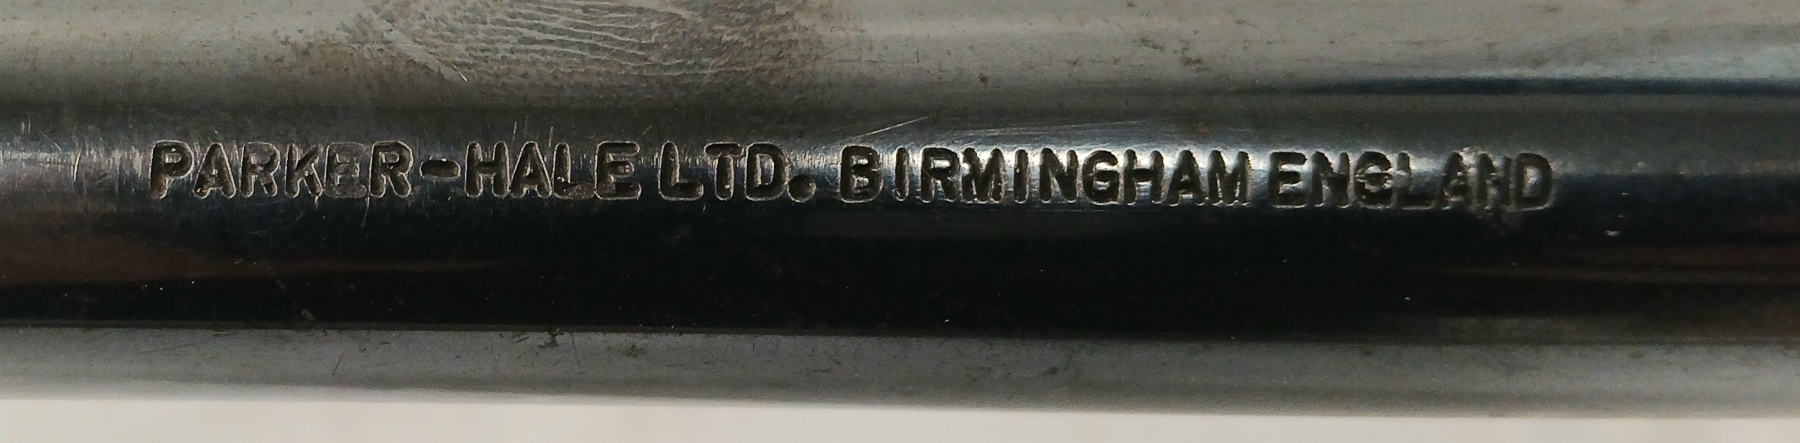 PARKER-HALE LTD. BIRMINGHAM ENGLAND